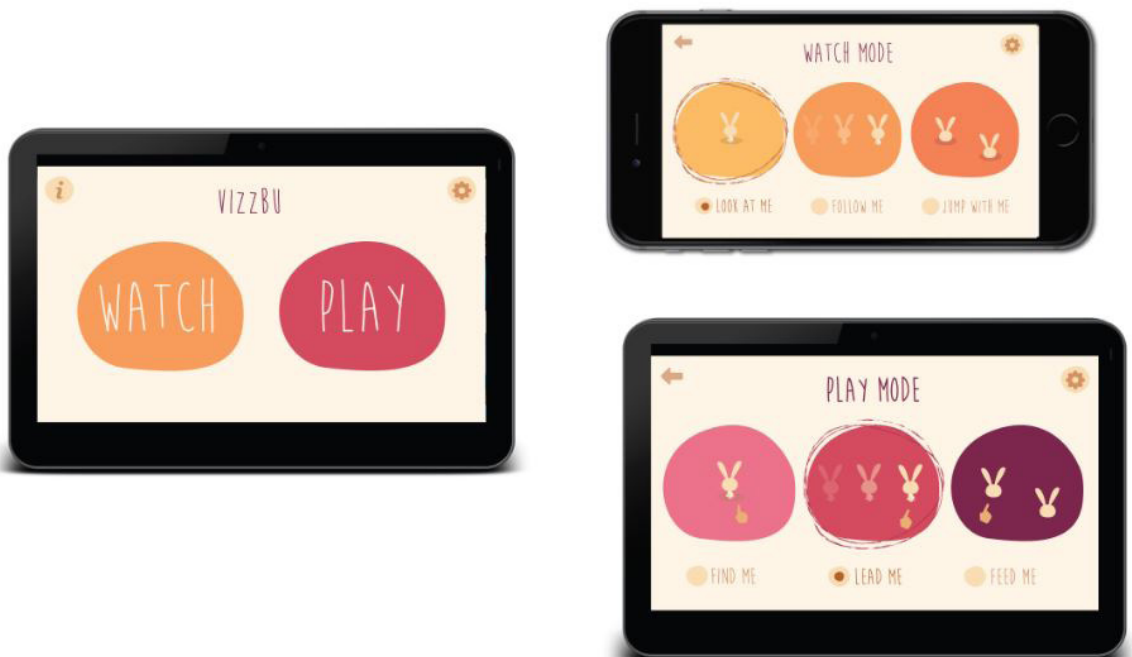 VIZZBU
WATCH
PLAY
WATCH MODE
LOOK AT ME
FOLLOW ME
JUMP WITH ME
PLAY MODE
FIND ME
LEAD ME
FEED ME